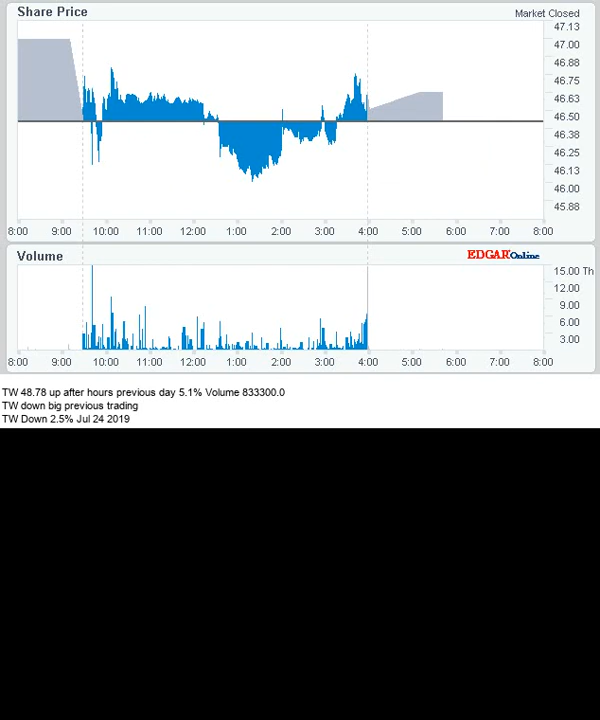 Share Price
Market Closed
47.13
47.00
46.88
46.75
46.63
46.50
46.38
46.25
46.13
46.00
45.88
8:00 9:00 10:00 11:00 12:00 1:00 2:00 3:00 4:00 5:00 6:00 7:00 8:00
Volume
EDGAR Online
15.00 Th
12.00
9.00
6.00
3.00
8:00 9:00 10:00 11:00 12:00 1:00 2:00 3:00 4:00 5:00 6:00 7:00 8:00
TW 48.78 up after hours previous day 5.1% Volume 833300.0
TW down big previous trading
TW Down 2.5% Jul 24 2019